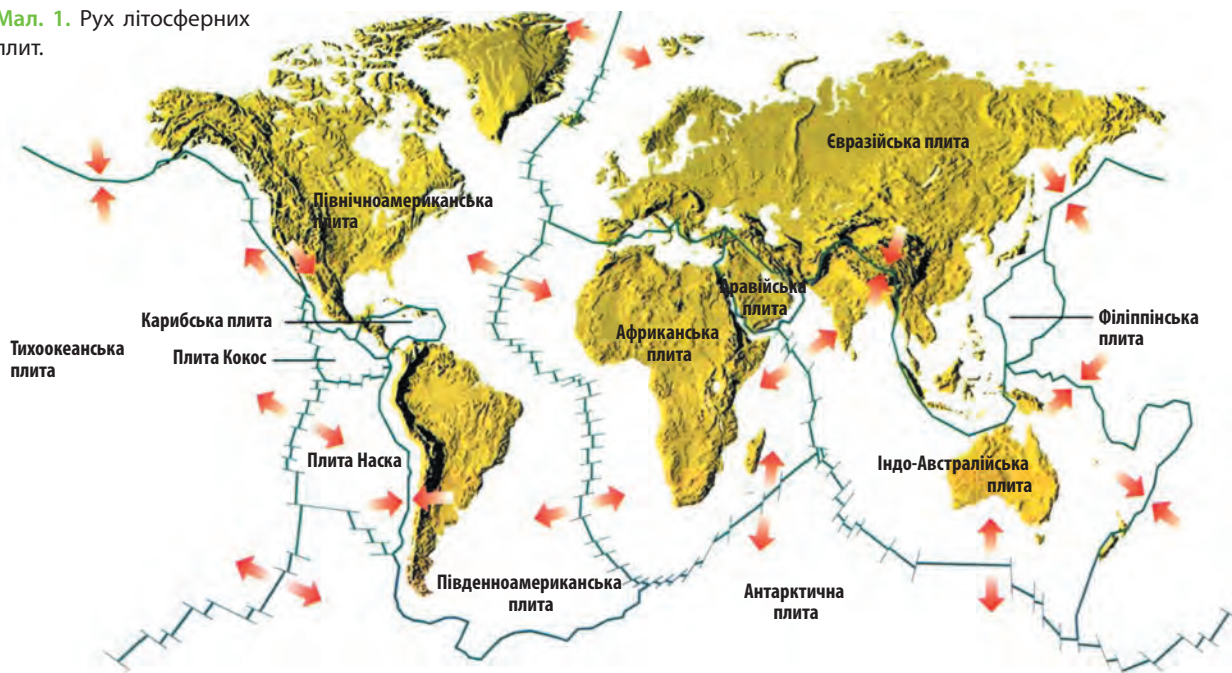 Мал. 1. Рух літосферних
плит.
Євразійська плита
Північноамериканська
плита
Аравійська
плита
Карибська плита
Африканська
плита
Філіппінська
плита
Тихоокеанська
плита
Плита Кокос
Плита Наска
Індо-Австралійська
плита
Південноамериканська
плита
Антарктична
плита